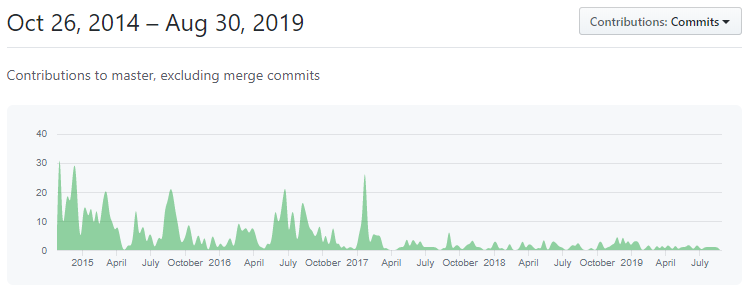 Oct 26, 2014 – Aug 30, 2019
Contributions: Commits
Contributions to master, excluding merge commits
40
30
20
10
0
2015 April July October 2016 April July October 2017 April July October 2018 April July October 2019 April July